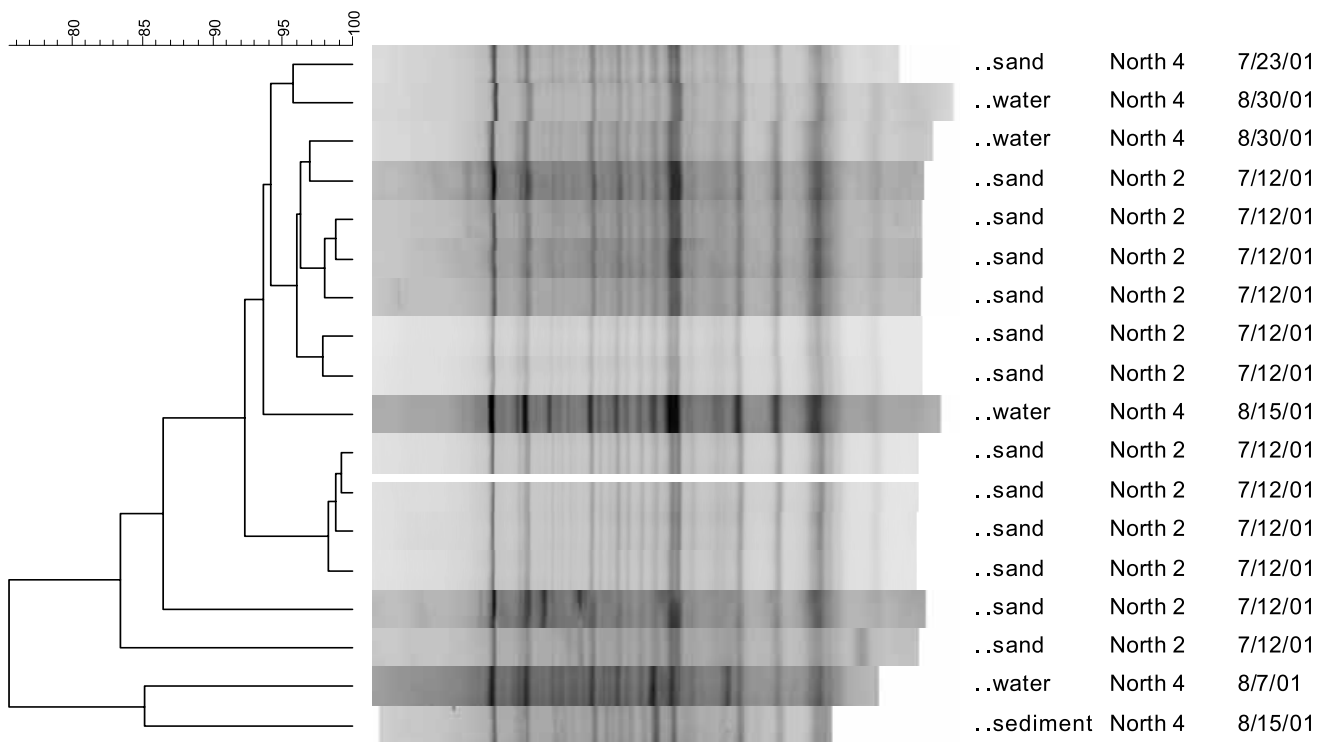 80 85 90 95 100
..sand North 4 7/23/01
..water North 4 8/30/01
..water North 4 8/30/01
..sand North 2 7/12/01
..sand North 2 7/12/01
..sand North 2 7/12/01
..sand North 2 7/12/01
..sand North 2 7/12/01
..sand North 2 7/12/01
..water North 4 8/15/01
..sand North 2 7/12/01
..sand North 2 7/12/01
..sand North 2 7/12/01
..sand North 2 7/12/01
..sand North 2 7/12/01
..sand North 2 7/12/01
..water North 4 8/7/01
..sediment North 4 8/15/01